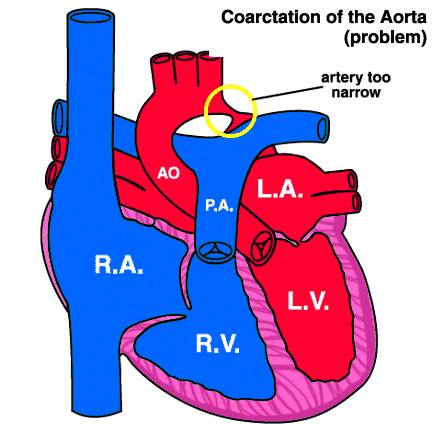 Coarctation of the Aorta
(problem)
artery too
narrow
AO
P.A.
L.A.
R.A.
L.V.
R.V.